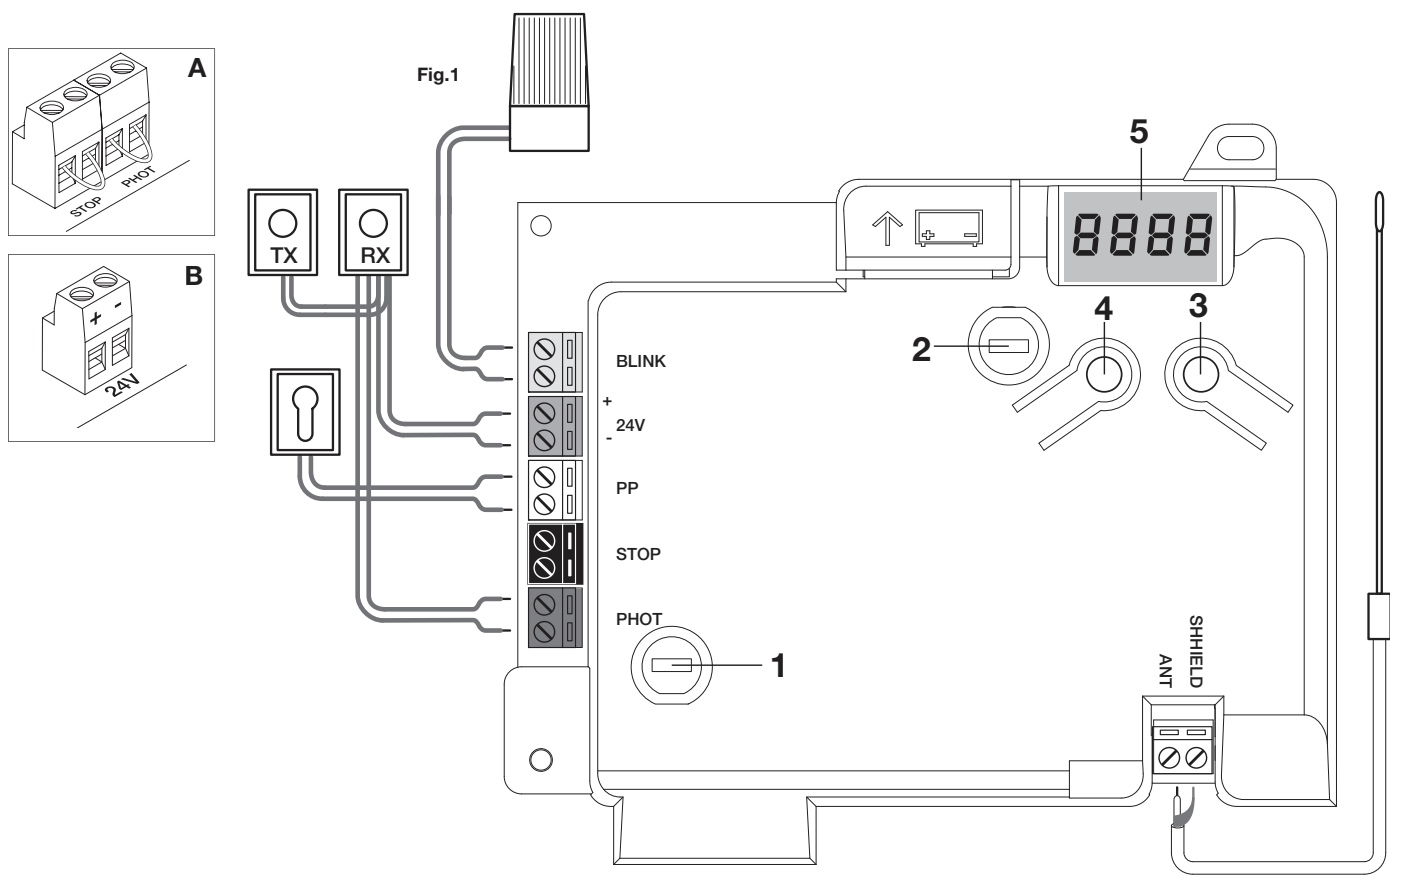 Fig.1
A
STOP
PHOT
B
+ -
24V
TX
RX
5
8888
+ -
4
3
2
BLINK
+
24V
-
PP
STOP
PHOT
1
ANT
SHHIELD